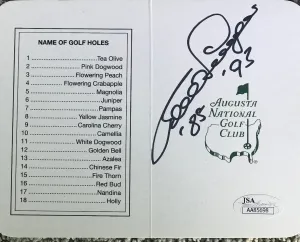 NAME OF GOLF HOLES
1 Tea Olive
2 Pink Dogwood
3 Flowering Peach
4 Flowering Crabapple
5 Magnolia
6 Juniper
7 Pampas
8 Yellow Jasmine
9 Carolina Cherry
10 Camellia
11 White Dogwood
12 Golden Bell
13 Azalea
14 Chinese Fir
15 Fire Thorn
16 Red Bud
17 Nandina
18 Holly
'85
'93
AUGUSTA
NATIONAL
GOLF
CLUB
JSA
AA85098